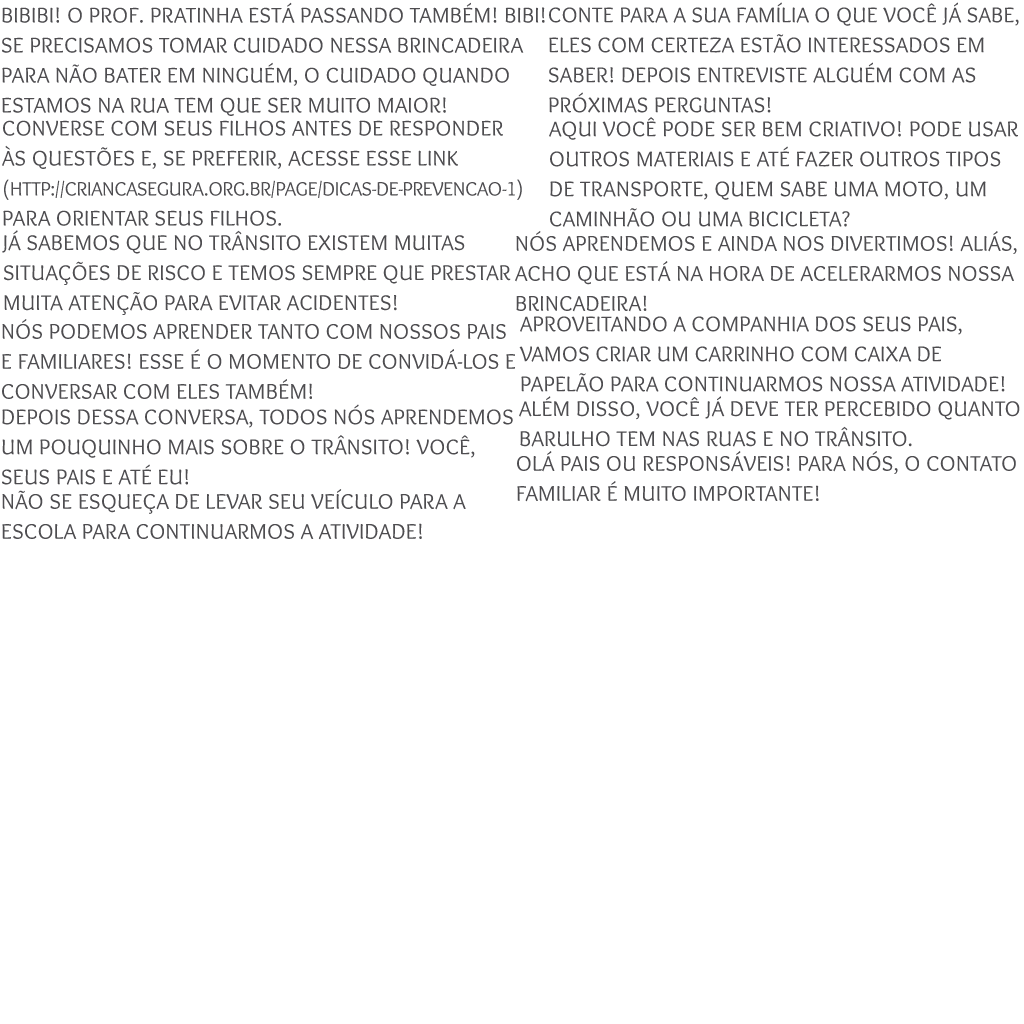 BIBIBI! O PROF. PRATINHA ESTÁ PASSANDO TAMBÉM! BIBI!
SE PRECISAMOS TOMAR CUIDADO NESSA BRINCADEIRA
PARA NÃO BATER EM NINGUÉM, O CUIDADO QUANDO
ESTAMOS NA RUA TEM QUE SER MUITO MAIOR!
CONVERSE COM SEUS FILHOS ANTES DE RESPONDER
ÀS QUESTÕES E, SE PREFERIR, ACESSE ESSE LINK
(HTTP://CRIANCASEGURA.ORG.BR/PAGE/DICAS-DE-PREVENCAO-1)
PARA ORIENTAR SEUS FILHOS.
JÁ SABEMOS QUE NO TRÂNSITO EXISTEM MUITAS
SITUAÇÕES DE RISCO E TEMOS SEMPRE QUE PRESTAR
MUITA ATENÇÃO PARA EVITAR ACIDENTES!
NÓS PODEMOS APRENDER TANTO COM NOSSOS PAIS
E FAMILIARES! ESSE É O MOMENTO DE CONVIDÁ-LOS E
CONVERSAR COM ELES TAMBÉM!
DEPOIS DESSA CONVERSA, TODOS NÓS APRENDEMOS
UM POUQUINHO MAIS SOBRE O TRÂNSITO! VOCÊ,
SEUS PAIS E ATÉ EU!
NÃO SE ESQUEÇA DE LEVAR SEU VEÍCULO PARA A
ESCOLA PARA CONTINUARMOS A ATIVIDADE!
CONTE PARA A SUA FAMÍLIA O QUE VOCÊ JÁ SABE,
ELES COM CERTEZA ESTÃO INTERESSADOS EM
SABER! DEPOIS ENTREVISTE ALGUÉM COM AS
PRÓXIMAS PERGUNTAS!
AQUI VOCÊ PODE SER BEM CRIATIVO! PODE USAR
OUTROS MATERIAIS E ATÉ FAZER OUTROS TIPOS
DE TRANSPORTE, QUEM SABE UMA MOTO, UM
CAMINHÃO OU UMA BICICLETA?
NÓS APRENDEMOS E AINDA NOS DIVERTIMOS! ALIÁS,
ACHO QUE ESTÁ NA HORA DE ACELERARMOS NOSSA
BRINCADEIRA!
APROVEITANDO A COMPANHIA DOS SEUS PAIS,
VAMOS CRIAR UM CARRINHO COM CAIXA DE
PAPELÃO PARA CONTINUARMOS NOSSA ATIVIDADE!
ALÉM DISSO, VOCÊ JÁ DEVE TER PERCEBIDO QUANTO
BARULHO TEM NAS RUAS E NO TRÂNSITO.
OLÁ PAIS OU RESPONSÁVEIS! PARA NÓS, O CONTATO
FAMILIAR É MUITO IMPORTANTE!